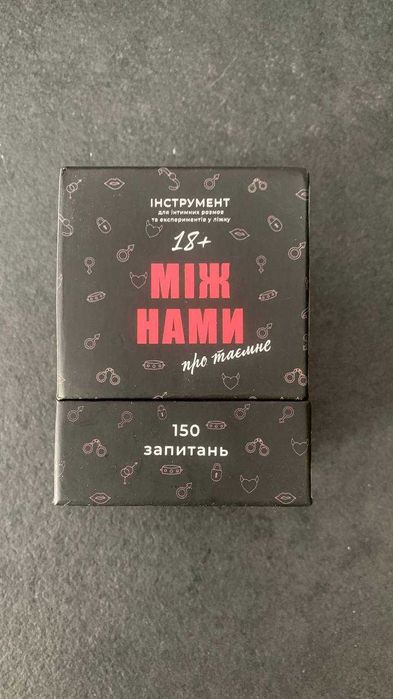 ІНСТРУМЕНТ
для інтимних розмов
та експериментів у ліжку
18+
МІЖ
НАМИ
про таємне
150
запитань